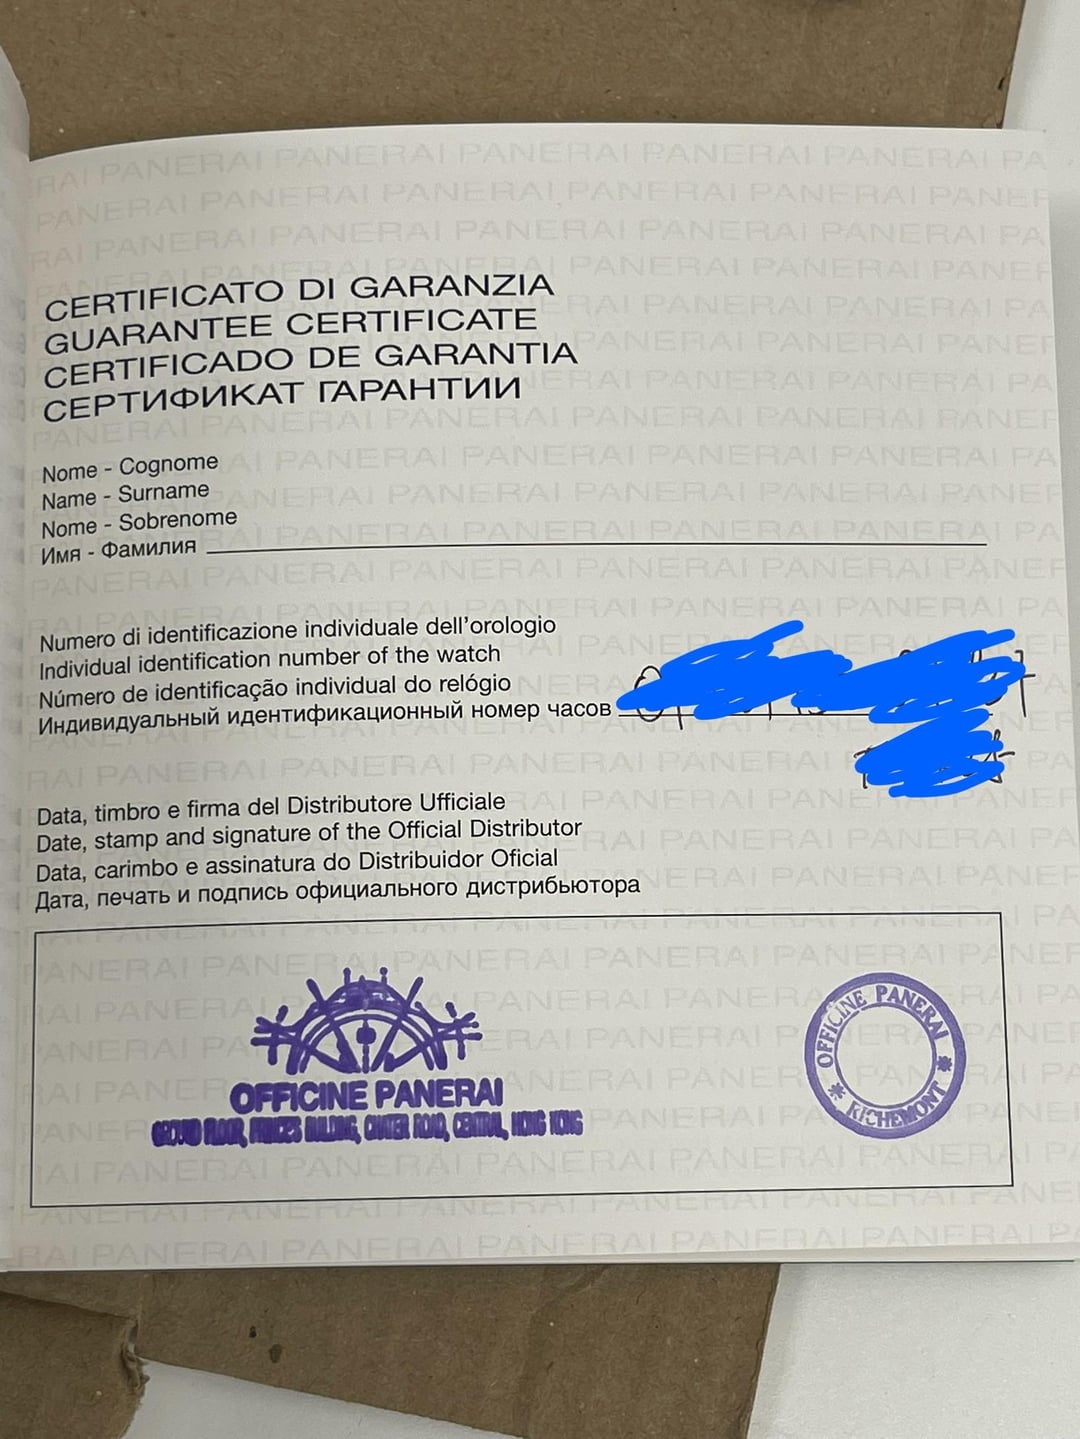 CERTIFICATO DI GARANZIA
GUARANTEE CERTIFICATE
CERTIFICADO DE GARANTIA
СЕРТИФИКАТ ГАРАНТИИ
Nome - Cognome
Name - Surname
Nome - Sobrenome
Имя - Фамилия
Numero di identificazione individuale dell'orologio
Individual identification number of the watch
Número de identificação individual do relógio
Индивидуальный идентификационный номер часов
Data, timbro e firma del Distributore Ufficiale
Date, stamp and signature of the Official Distributor
Data, carimbo e assinatura do Distribuidor Oficial
Дата, печать и подпись официального дистрибьютора
OFFICINE PANERAI
GROUND FLOOR, PRINCES BUILDING, CHATER ROAD, CENTRAL, HONG KONG
OFFICINE PANERAI
RICHEMONT